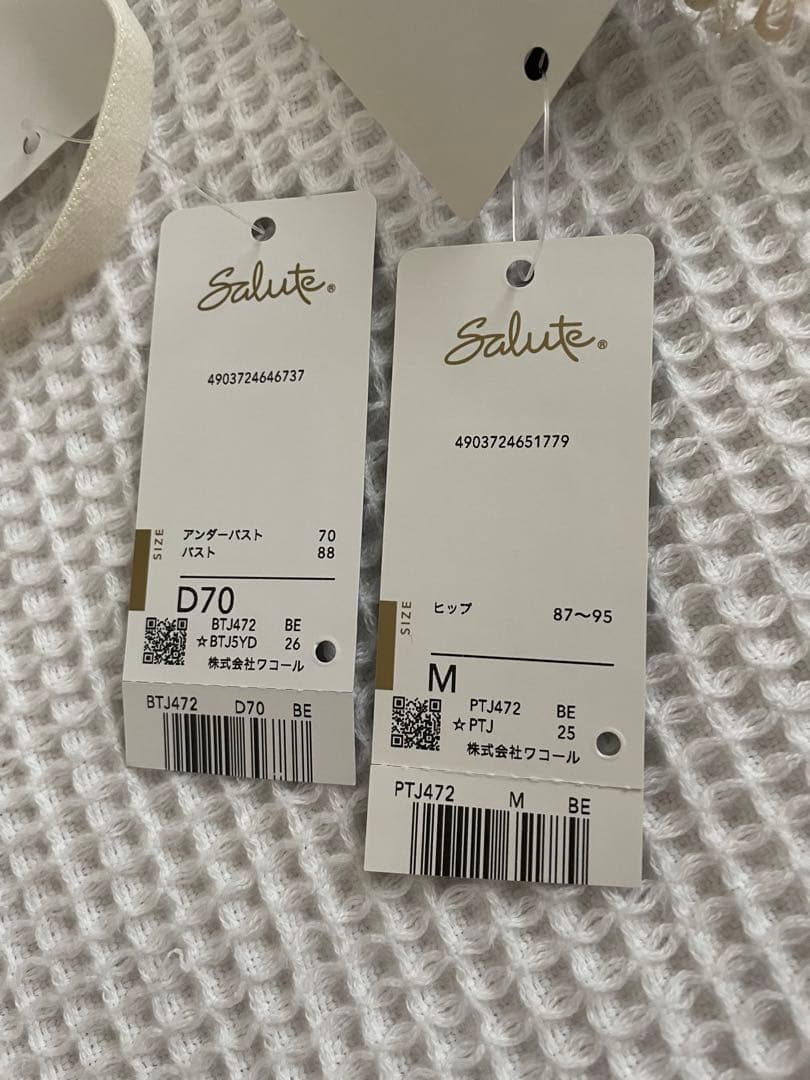 Salute®
4903724646737
SIZE
アンダーバスト 70
バスト 88
D70
BTJ472 BE
☆BTJ5YD 26
株式会社ワコール
BTJ472 D70 BE
Salute®
4903724651779
SIZE
ヒップ 87〜95
M
PTJ472 BE
☆PTJ 25
株式会社ワコール
PTJ472 M BE